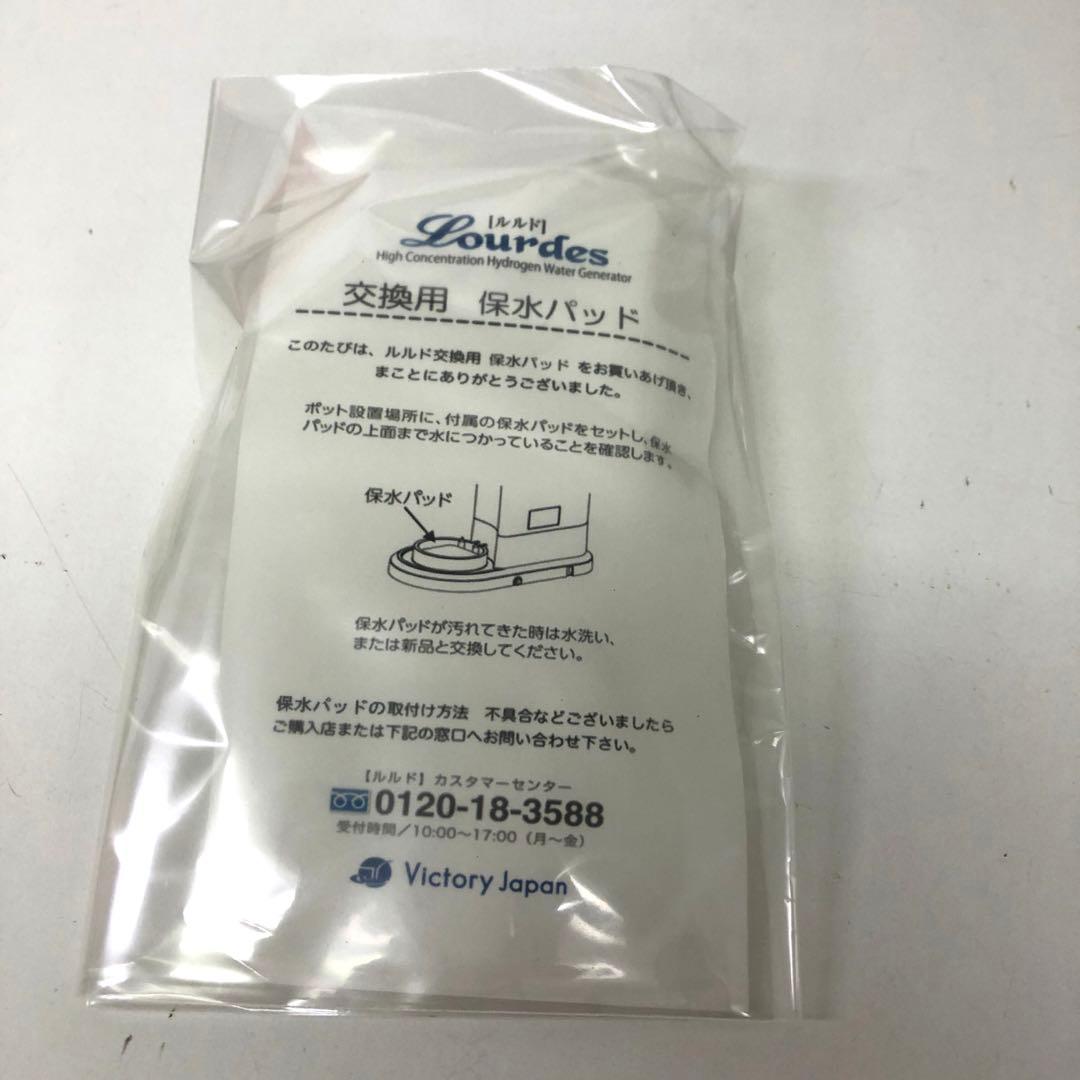 【ルルド】
Lourdes
High Concentration Hydrogen Water Generator
交換用 保水パッド
このたびは、ルルド交換用 保水パッド をお買いあげ頂き、
まことにありがとうございました。
ポット設置場所に、付属の保水パッドをセットし、保水
パッドの上面まで水につかっていることを確認します。
保水パッド
保水パッドが汚れてきた時は水洗い、
または新品と交換してください。
保水パッドの取付け方法 不具合などございましたら
ご購入店または下記の窓口へお問い合わせ下さい。
【ルルド】カスタマーセンター
0120-18-3588
受付時間/10:00〜17:00（月〜金）
Victory Japan